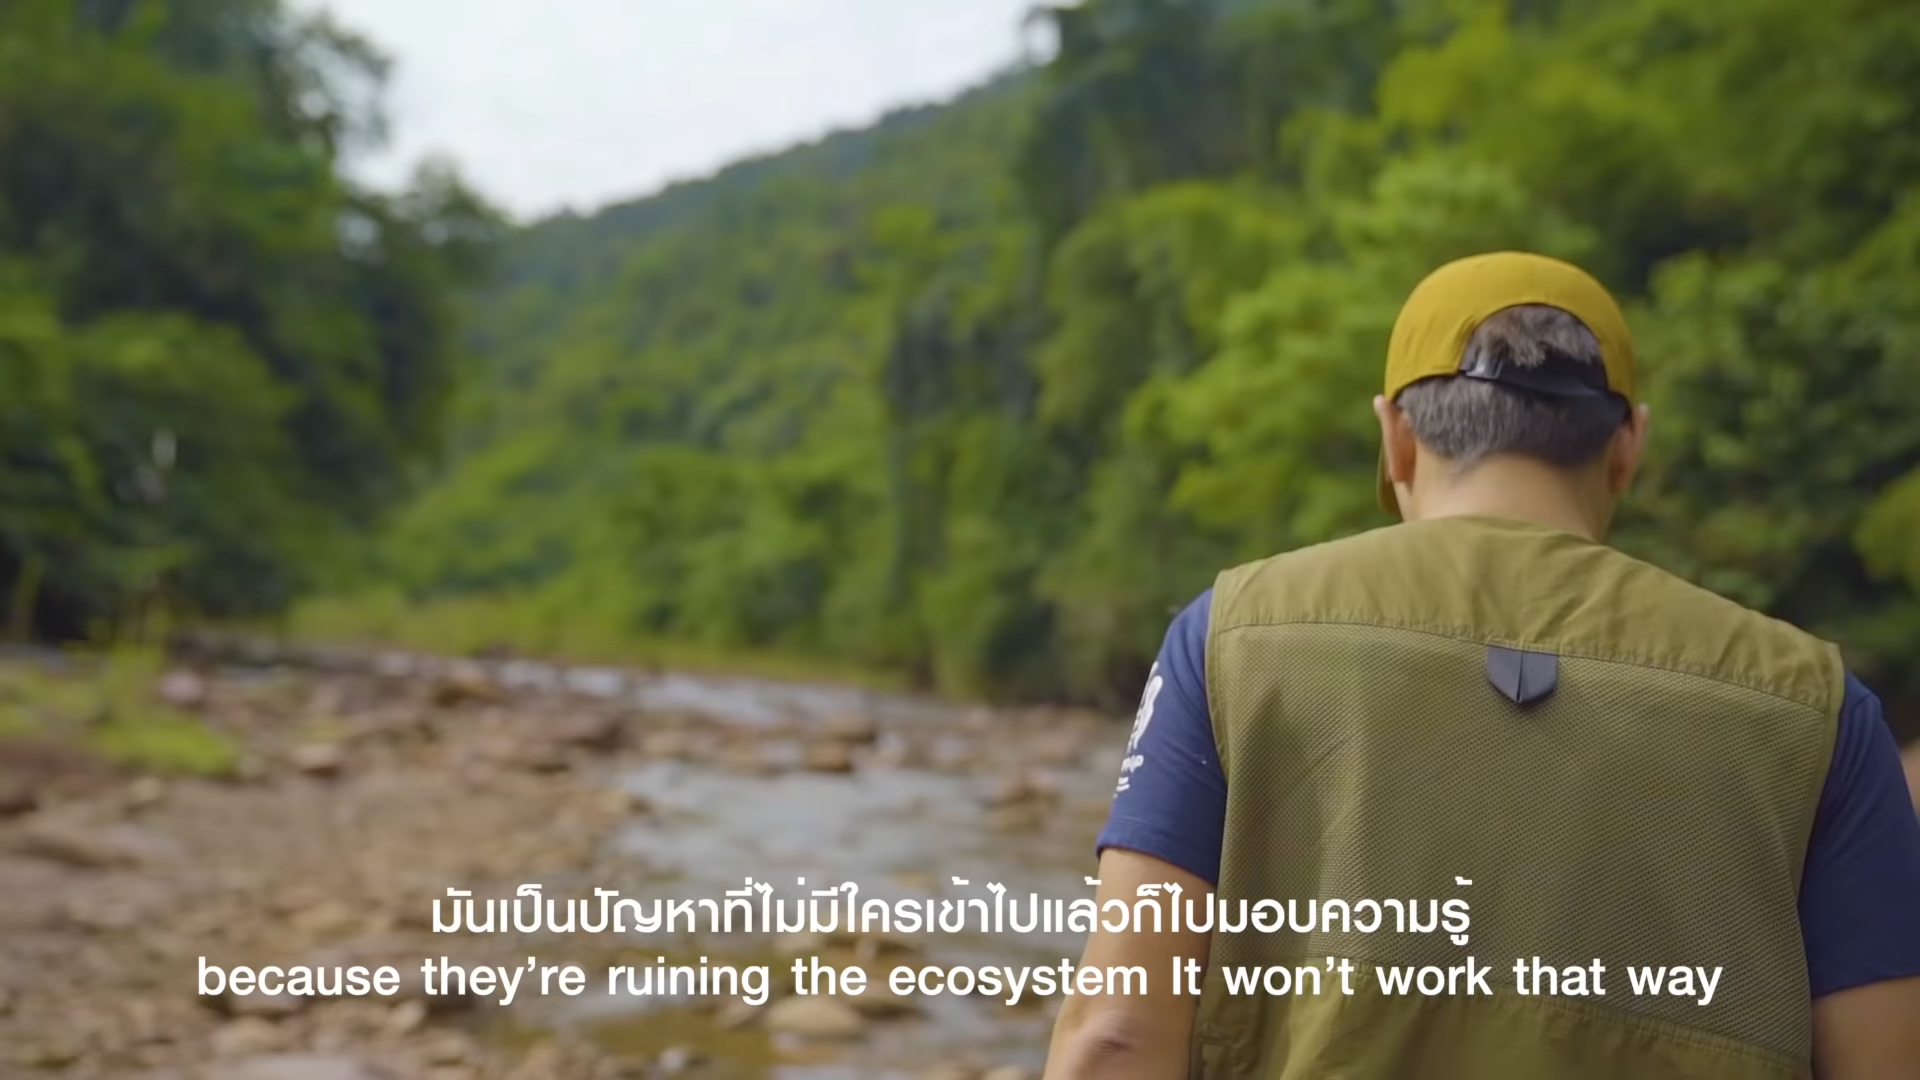 มันเป็นปัญหาที่ไม่มีใครเข้าไปแล้วก็ไปมอบความรู้
because they're ruining the ecosystem It won't work that way